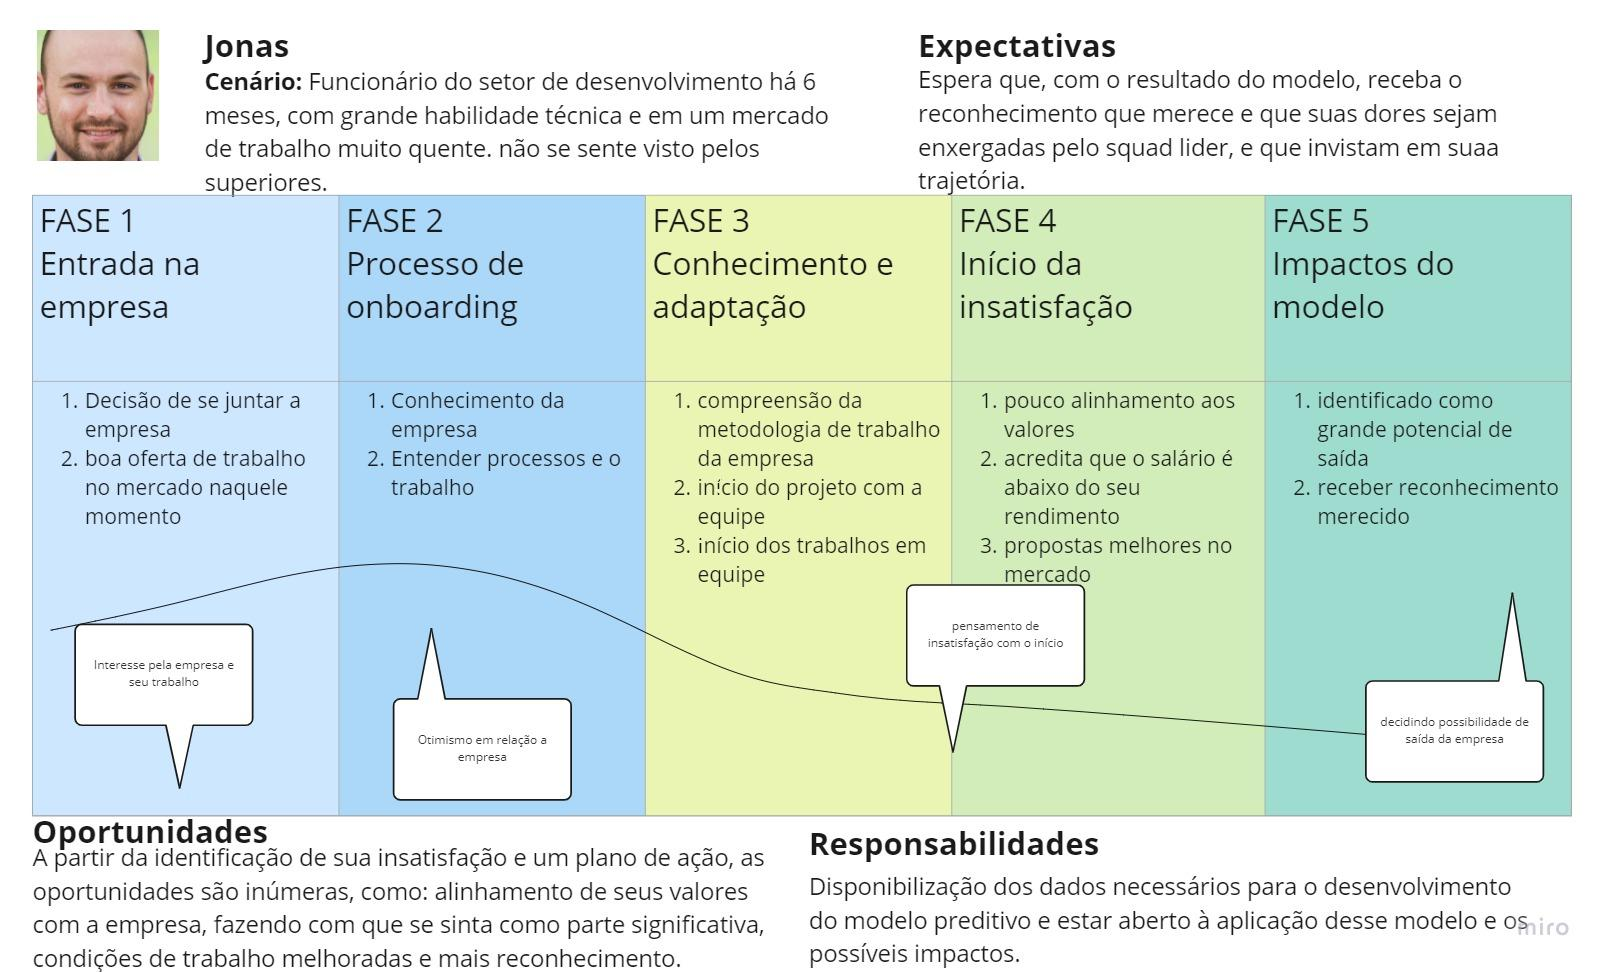 Jonas
Cenário: Funcionário do setor de desenvolvimento há 6
meses, com grande habilidade técnica e em um mercado
de trabalho muito quente. não se sente visto pelos
superiores.
Expectativas
Espera que, com o resultado do modelo, receba o
reconhecimento que merece e que suas dores sejam
enxergadas pelo squad lider, e que invistam em suaa
trajetória.
FASE 1
Entrada na
empresa
FASE 2
Processo de
onboarding
FASE 3
Conhecimento e
adaptação
FASE 4
Início da
insatisfação
FASE 5
Impactos do
modelo
1. Decisão de se juntar a
empresa
2. boa oferta de trabalho
no mercado naquele
momento
1. Conhecimento da
empresa
2. Entender processos e o
trabalho
1. compreensão da
metodologia de trabalho
da empresa
2. início do projeto com a
equipe
3. início dos trabalhos em
equipe
1. pouco alinhamento aos
valores
2. acredita que o salário é
abaixo do seu
rendimento
3. propostas melhores no
mercado
1. identificado como
grande potencial de
saída
2. receber reconhecimento
merecido
Interesse pela empresa e
seu trabalho
Otimismo em relação a
empresa
pensamento de
insatisfação com o início
decidindo possibilidade de
saída da empresa
Oportunidades
A partir da identificação de sua insatisfação e um plano de ação, as
oportunidades são inúmeras, como: alinhamento de seus valores
com a empresa, fazendo com que se sinta como parte significativa,
condições de trabalho melhoradas e mais reconhecimento.
Responsabilidades
Disponibilização dos dados necessários para o desenvolvimento
do modelo preditivo e estar aberto à aplicação desse modelo e os
possíveis impactos.
miro